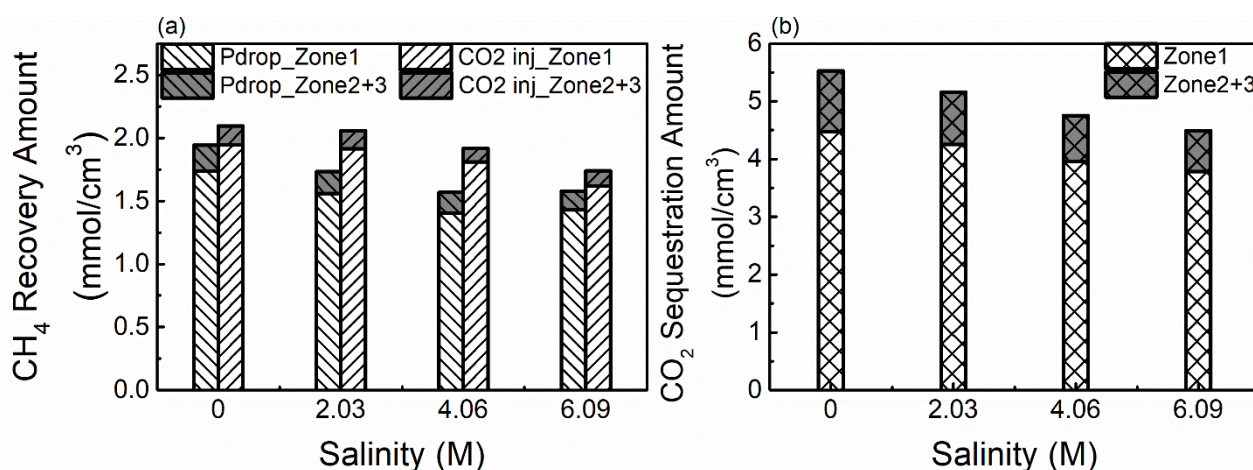 (a)
CH₄ Recovery Amount
(mmol/cm³)
2.5
2.0
1.5
1.0
0.5
0.0
Pdrop_Zone1
CO2 inj_Zone1
Pdrop_Zone2+3
CO2 inj_Zone2+3
0 2.03 4.06 6.09
Salinity (M)
(b)
CO₂ Sequestration Amount
(mmol/cm³)
6
5
4
3
2
1
0
Zone1
Zone2+3
0 2.03 4.06 6.09
Salinity (M)